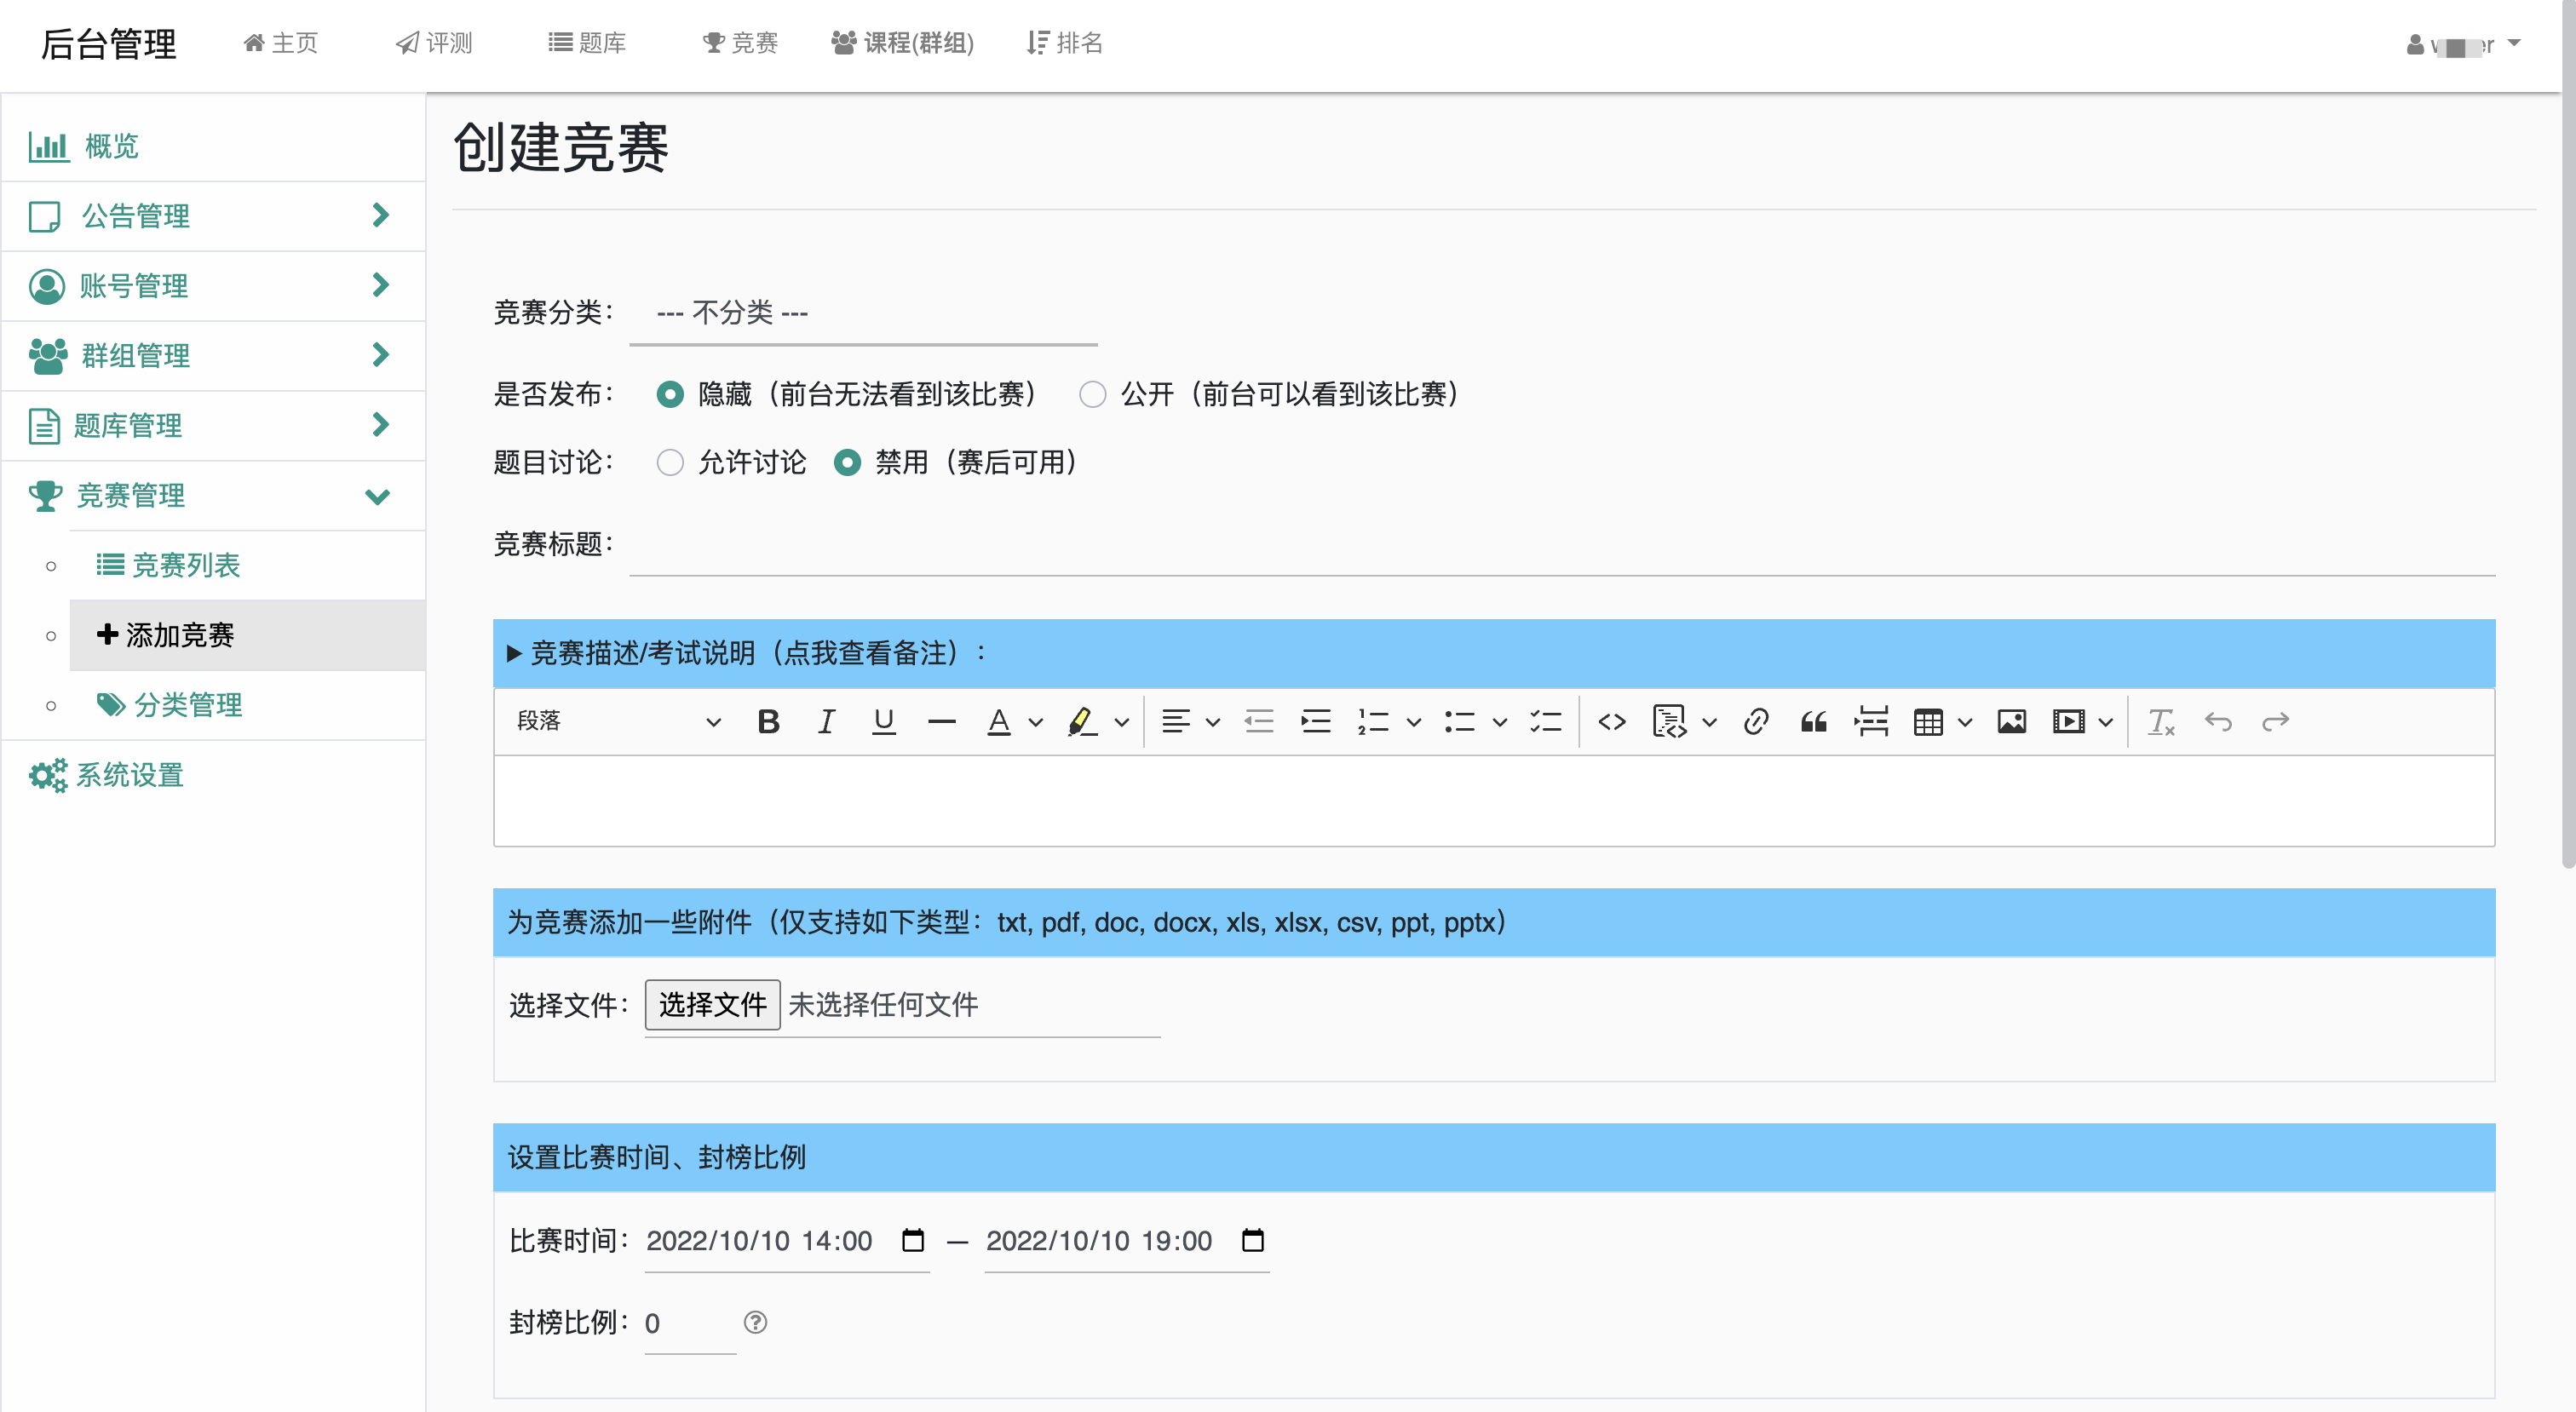 后台管理 主页 评测 题库 竞赛 课程(群组) 排名
概览
公告管理
账号管理
群组管理
题库管理
竞赛管理
竞赛列表
添加竞赛
分类管理
系统设置
创建竞赛
竞赛分类： --- 不分类 ---
是否发布： 隐藏（前台无法看到该比赛） 公开（前台可以看到该比赛）
题目讨论： 允许讨论 禁用（赛后可用）
竞赛标题：
竞赛描述/考试说明（点我查看备注）：
段落
为竞赛添加一些附件（仅支持如下类型：txt, pdf, doc, docx, xls, xlsx, csv, ppt, pptx）
选择文件： 选择文件 未选择任何文件
设置比赛时间、封榜比例
比赛时间： 2022/10/10 14:00 — 2022/10/10 19:00
封榜比例： 0